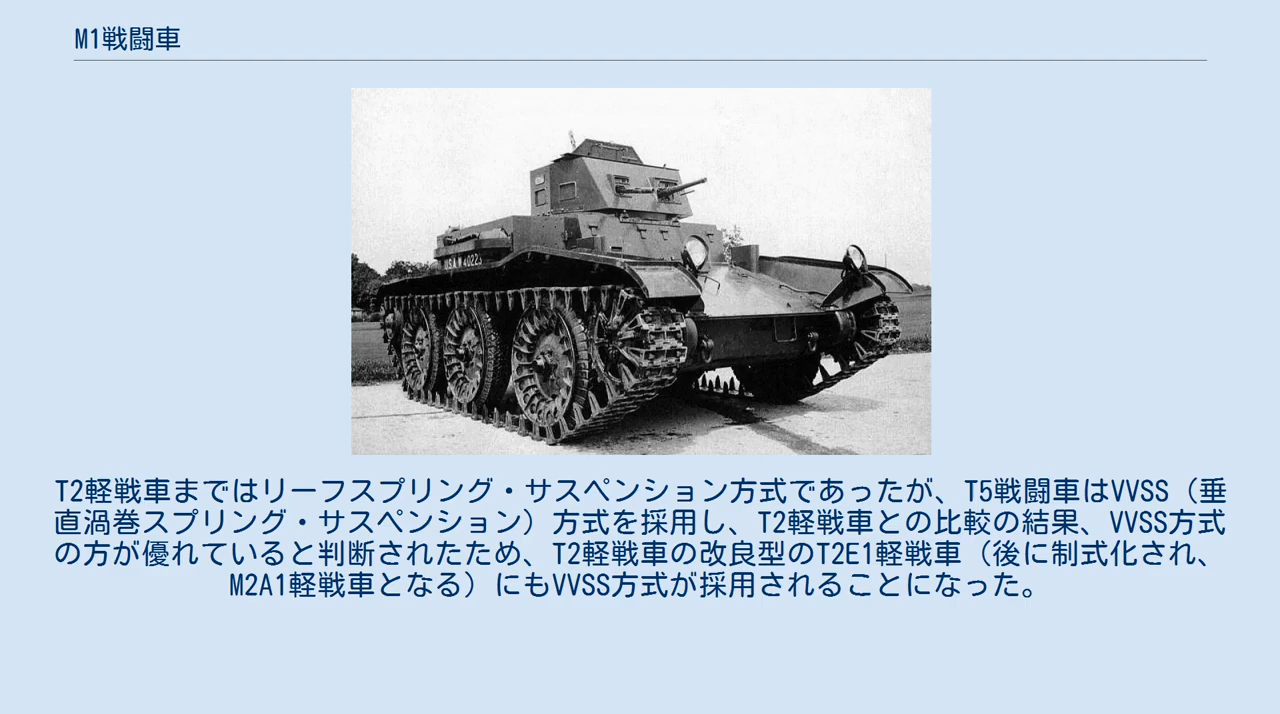 M1戦闘車
U.S.A. W 40223
T2軽戦車まではリーフスプリング・サスペンション方式であったが、T5戦闘車はVVSS（垂
直渦巻スプリング・サスペンション）方式を採用し、T2軽戦車との比較の結果、VVSS方式
の方が優れていると判断されたため、T2軽戦車の改良型のT2E1軽戦車（後に制式化され、
M2A1軽戦車となる）にもVVSS方式が採用されることになった。